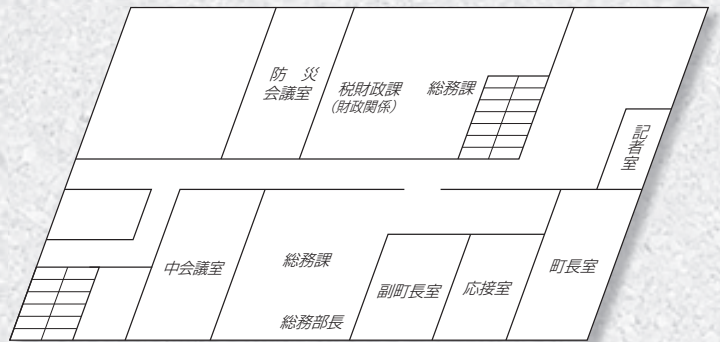 防 災
会議室
税財政課
(財政関係)
総務課
記者室
中会議室
総務課
総務部長
副町長室
応接室
町長室